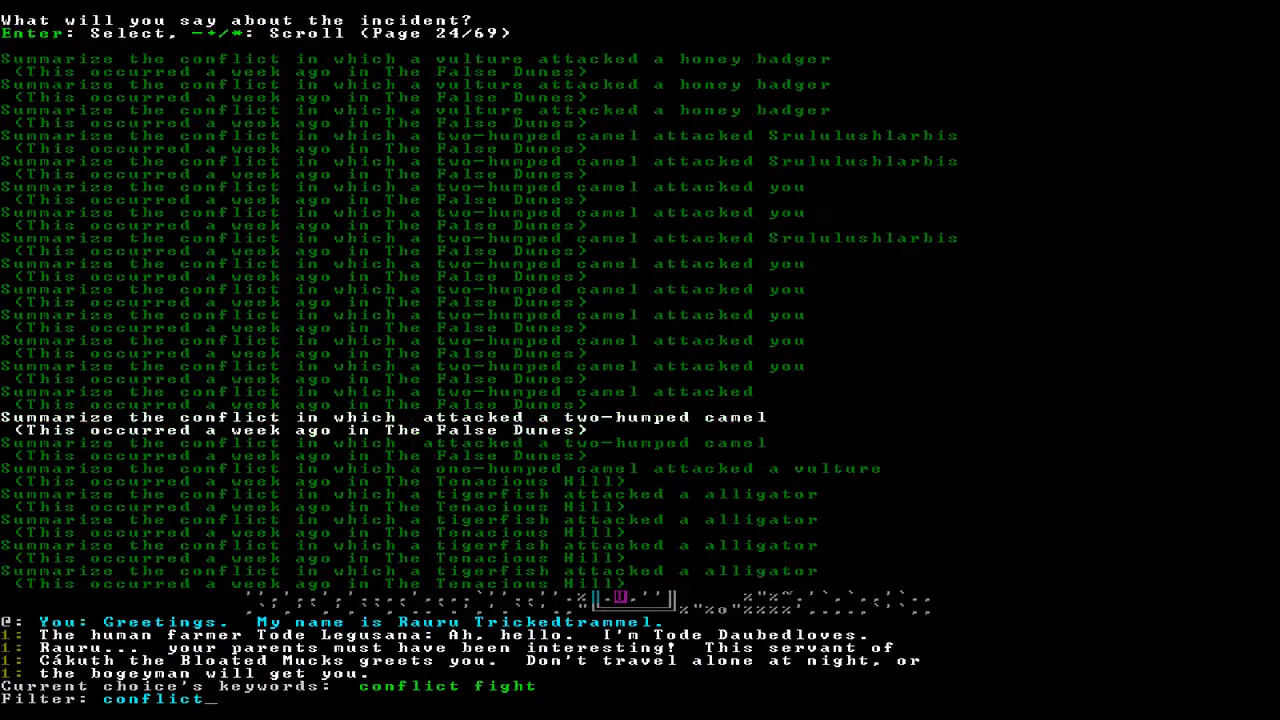 What will you say about the incident?
Enter: Select, -+/*: Scroll (Page 24/69)
Summarize the conflict in which a vulture attacked a honey badger
(This occurred a week ago in The False Dunes)
Summarize the conflict in which a vulture attacked a honey badger
(This occurred a week ago in The False Dunes)
Summarize the conflict in which a vulture attacked a honey badger
(This occurred a week ago in The False Dunes)
Summarize the conflict in which a two-humped camel attacked Srululushlarbis
(This occurred a week ago in The False Dunes)
Summarize the conflict in which a two-humped camel attacked Srululushlarbis
(This occurred a week ago in The False Dunes)
Summarize the conflict in which a two-humped camel attacked you
(This occurred a week ago in The False Dunes)
Summarize the conflict in which a two-humped camel attacked you
(This occurred a week ago in The False Dunes)
Summarize the conflict in which a two-humped camel attacked Srululushlarbis
(This occurred a week ago in The False Dunes)
Summarize the conflict in which a two-humped camel attacked you
(This occurred a week ago in The False Dunes)
Summarize the conflict in which a two-humped camel attacked you
(This occurred a week ago in The False Dunes)
Summarize the conflict in which a two-humped camel attacked you
(This occurred a week ago in The False Dunes)
Summarize the conflict in which a two-humped camel attacked you
(This occurred a week ago in The False Dunes)
Summarize the conflict in which a two-humped camel attacked you
(This occurred a week ago in The False Dunes)
Summarize the conflict in which a two-humped camel attacked
(This occurred a week ago in The False Dunes)
Summarize the conflict in which  attacked a two-humped camel
(This occurred a week ago in The False Dunes)
Summarize the conflict in which  attacked a two-humped camel
(This occurred a week ago in The False Dunes)
Summarize the conflict in which a one-humped camel attacked a vulture
(This occurred a week ago in The Tenacious Hill)
Summarize the conflict in which a tigerfish attacked a alligator
(This occurred a week ago in The Tenacious Hill)
Summarize the conflict in which a tigerfish attacked a alligator
(This occurred a week ago in The Tenacious Hill)
Summarize the conflict in which a tigerfish attacked a alligator
(This occurred a week ago in The Tenacious Hill)
Summarize the conflict in which a tigerfish attacked a alligator
(This occurred a week ago in The Tenacious Hill)
@: You: Greetings.  My name is Rauru Trickedtrammel.
1: The human farmer Tode Legusana: Ah, hello.  I'm Tode Daubedloves.
1: Rauru... your parents must have been interesting!  This servant of
1: Cákuth the Bloated Mucks greets you.  Don't travel alone at night, or
1: the bogeyman will get you.
Current choice's keywords:  conflict fight
Filter: conflict_